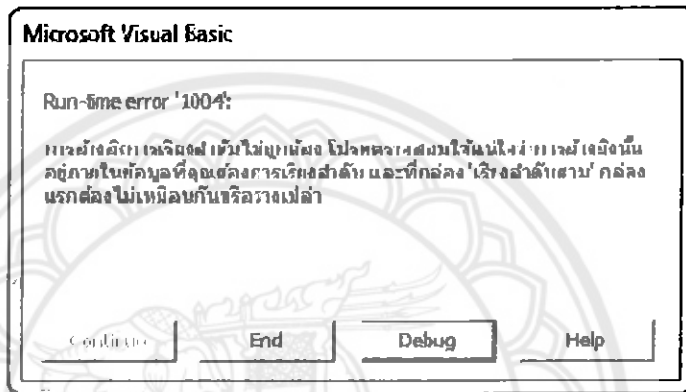 Microsoft Visual Basic
Run-time error '1004':
การอ้างอิงการเรียงลำดับไม่ถูกต้อง โปรดตรวจสอบให้แน่ใจว่าการอ้างอิงนั้น
อยู่ภายในข้อมูลที่คุณต้องการเรียงลำดับ และที่กล่อง 'เรียงลำดับตาม' กล่อง
แรกต้องไม่เหมือนกันหรือว่างเปล่า
Continue
End
Debug
Help